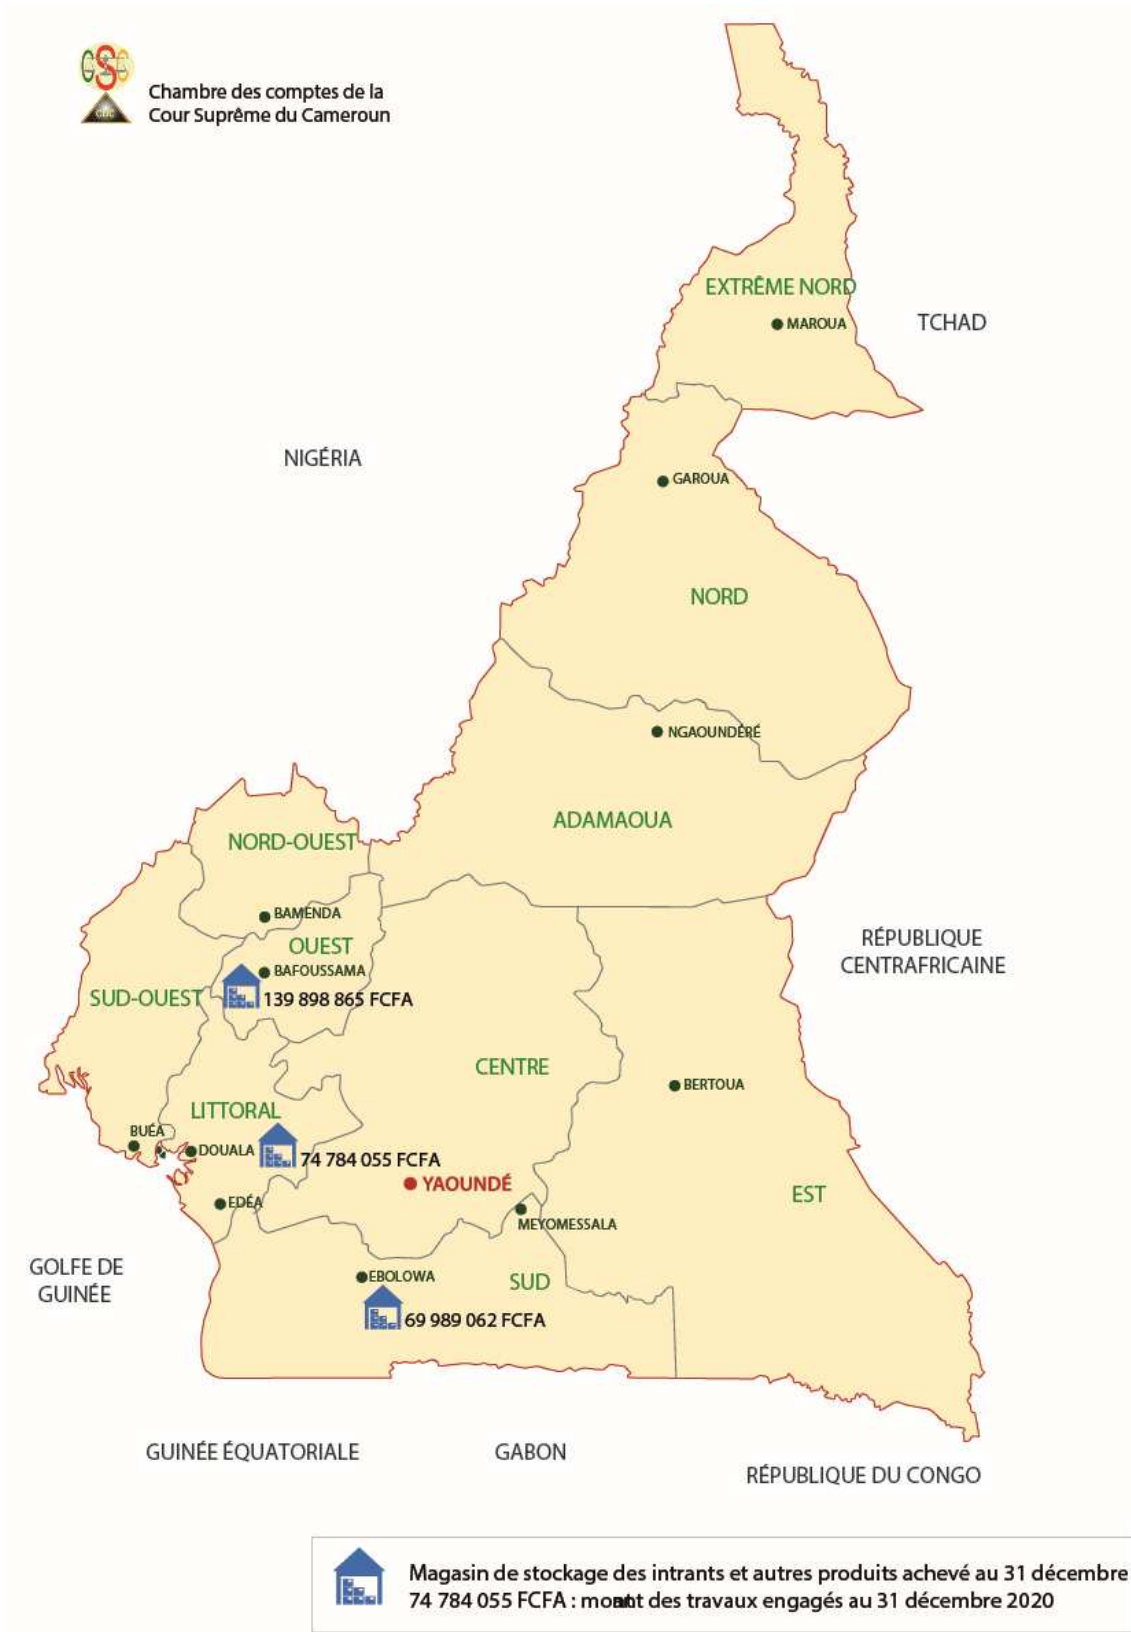 CSC
CDC
Chambre des comptes de la
Cour Suprême du Cameroun
EXTRÊME NORD
MAROUA
TCHAD
NIGÉRIA
GAROUA
NORD
NGAOUNDÉRÉ
ADAMAOUA
NORD-OUEST
BAMENDA
OUEST
BAFOUSSAMA
SUD-OUEST
139 898 865 FCFA
RÉPUBLIQUE
CENTRAFRICAINE
CENTRE
BERTOUA
LITTORAL
BUÉA
DOUALA
74 784 055 FCFA
YAOUNDÉ
EST
EDÉA
MEYOMESSALA
GOLFE DE
GUINÉE
EBOLOWA
SUD
69 989 062 FCFA
GUINÉE ÉQUATORIALE
GABON
RÉPUBLIQUE DU CONGO
Magasin de stockage des intrants et autres produits achevé au 31 décembre
74 784 055 FCFA : des travaux engagés au 31 décembre 2020